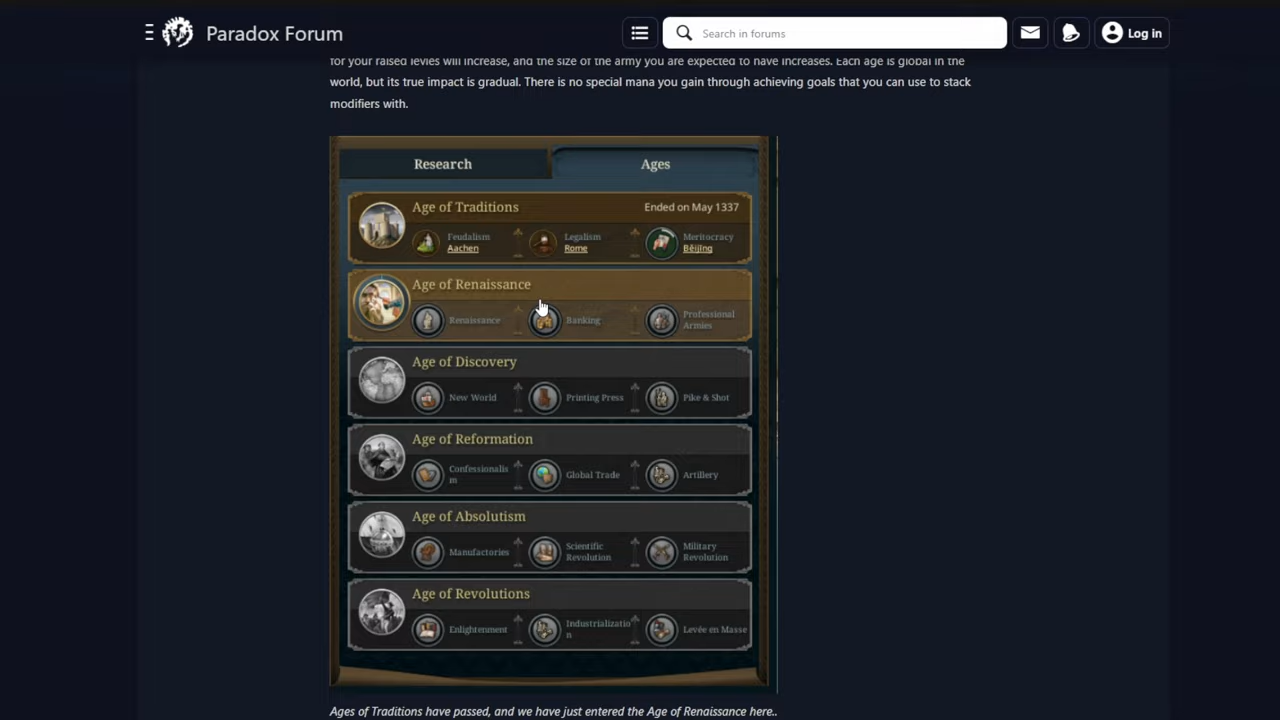 Paradox Forum
Search in forums
Log in
for your raised levies will increase, and the size of the army you are expected to have increases. Each age is global in the
world, but its true impact is gradual. There is no special mana you gain through achieving goals that you can use to stack
modifiers with.
Research
Ages
Age of Traditions
Ended on May 1337
Feudalism
Aachen
Legalism
Rome
Meritocracy
Běijīng
Age of Renaissance
Renaissance
Banking
Professional
Armies
Age of Discovery
New World
Printing Press
Pike & Shot
Age of Reformation
Confessionalis
m
Global Trade
Artillery
Age of Absolutism
Manufactories
Scientific
Revolution
Military
Revolution
Age of Revolutions
Enlightenment
Industrializatio
n
Levée en Masse
Ages of Traditions have passed, and we have just entered the Age of Renaissance here..